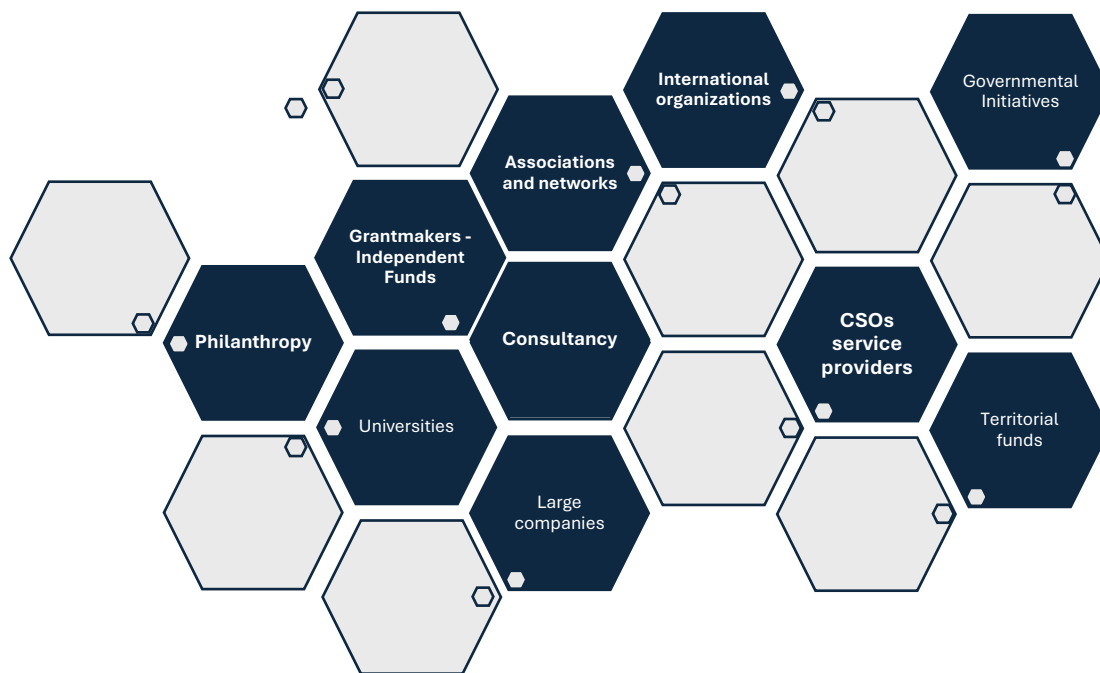 International
organizations
Governmental
Initiatives
Associations
and networks
Grantmakers -
Independent
Funds
Philanthropy
Consultancy
CSOs
service
providers
Universities
Territorial
funds
Large
companies